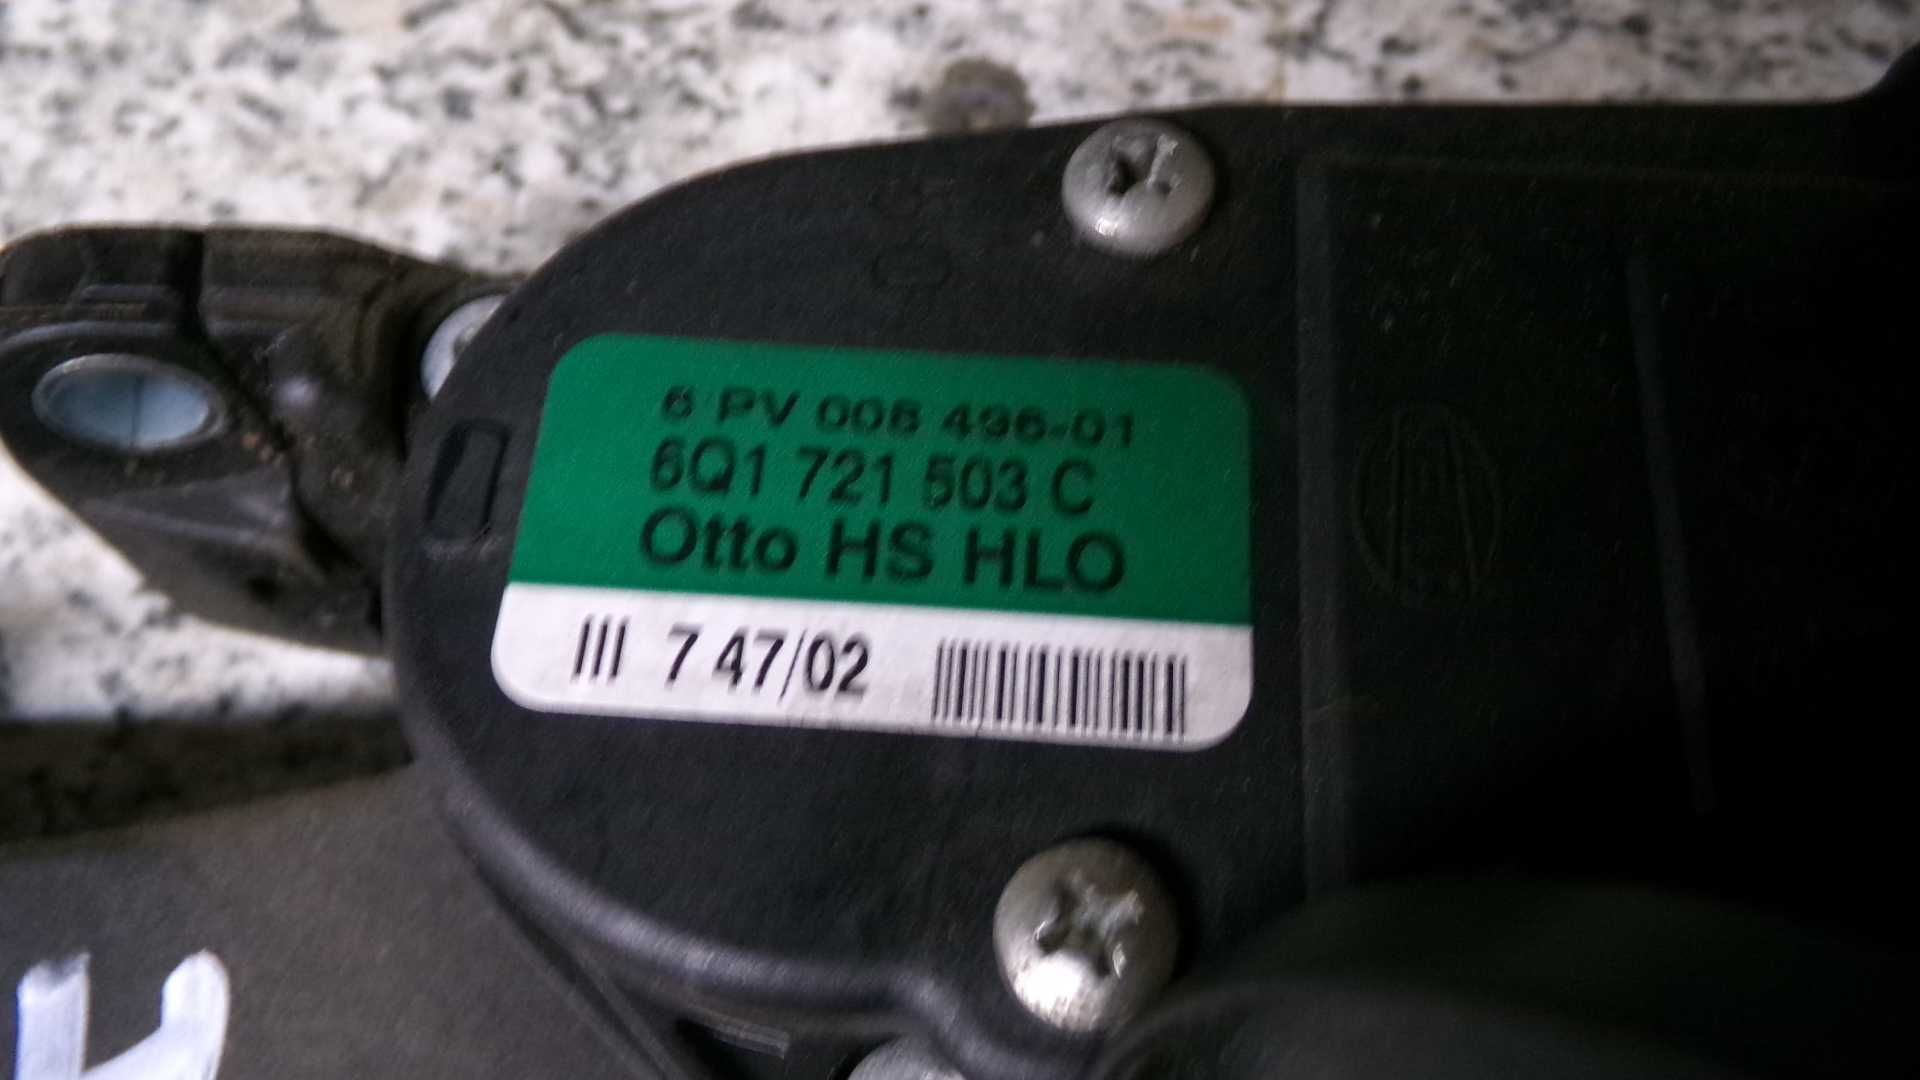 6 PV 008 496-01
6Q1 721 503 C
Otto HS HLO
7 47/02